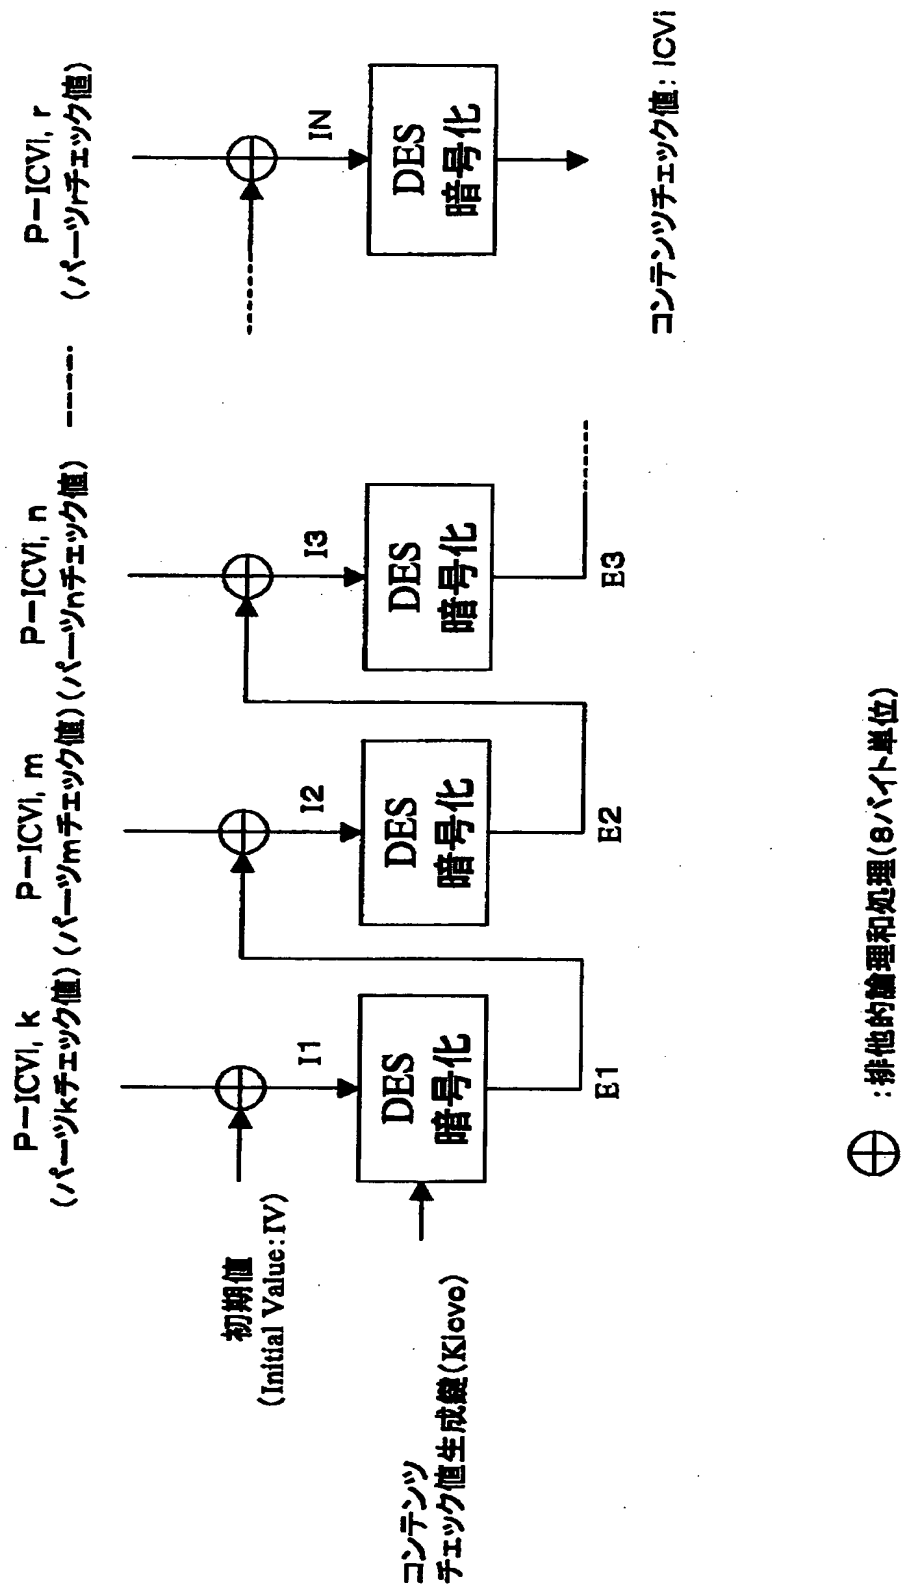 P−ICVi, k
(パーツkチェック値)
P−ICVi, m
(パーツmチェック値)
P−ICVi, n
(パーツnチェック値)
-----
P−ICVi, r
(パーツrチェック値)
初期値
(Initial Value:IV)
I1
I2
I3
IN
コンテンツ
チェック値生成鍵(Kicvc)
DES
暗号化
DES
暗号化
DES
暗号化
DES
暗号化
E1
E2
E3
コンテンツチェック値: ICVi
:排他的論理和処理(8バイト単位)